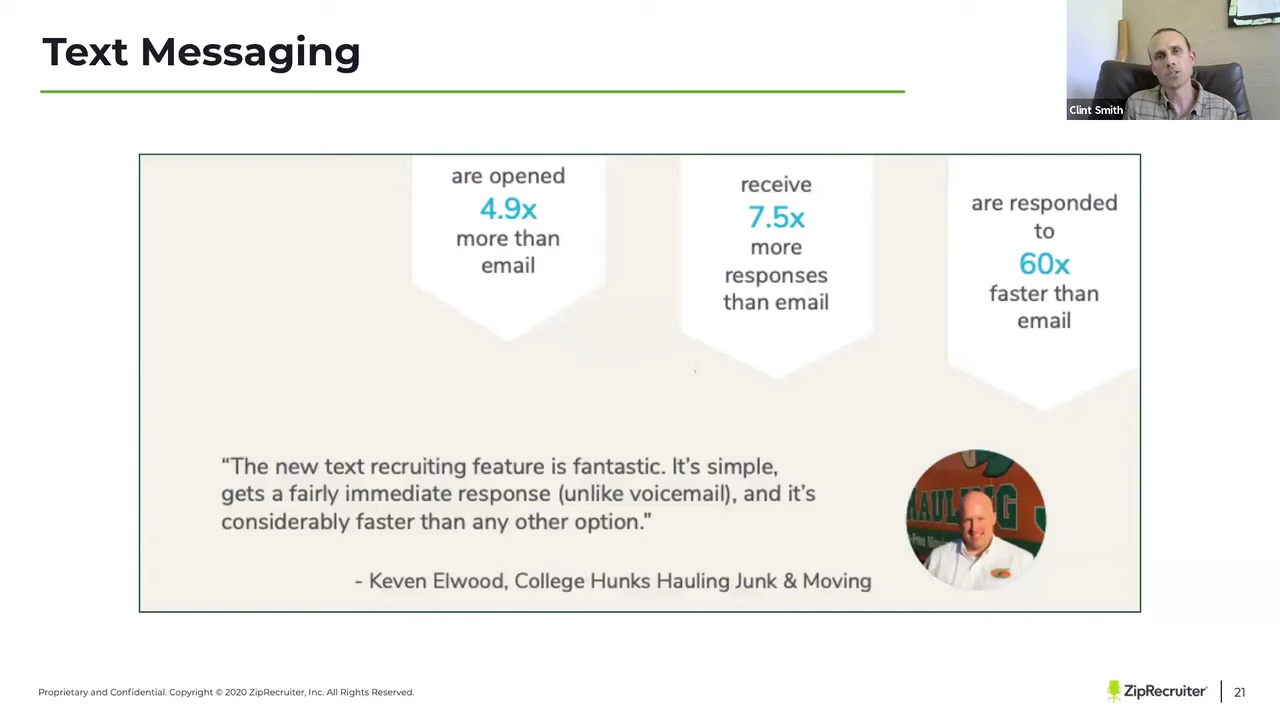 Text Messaging
Clint Smith
are opened
4.9x
more than
email
receive
7.5x
more
responses
than email
are responded
to
60x
faster than
email
“The new text recruiting feature is fantastic. It’s simple,
gets a fairly immediate response (unlike voicemail), and it’s
considerably faster than any other option.”
- Keven Elwood, College Hunks Hauling Junk & Moving
HAULING
Proprietary and Confidential. Copyright © 2020 ZipRecruiter, Inc. All Rights Reserved.
ZipRecruiter
21